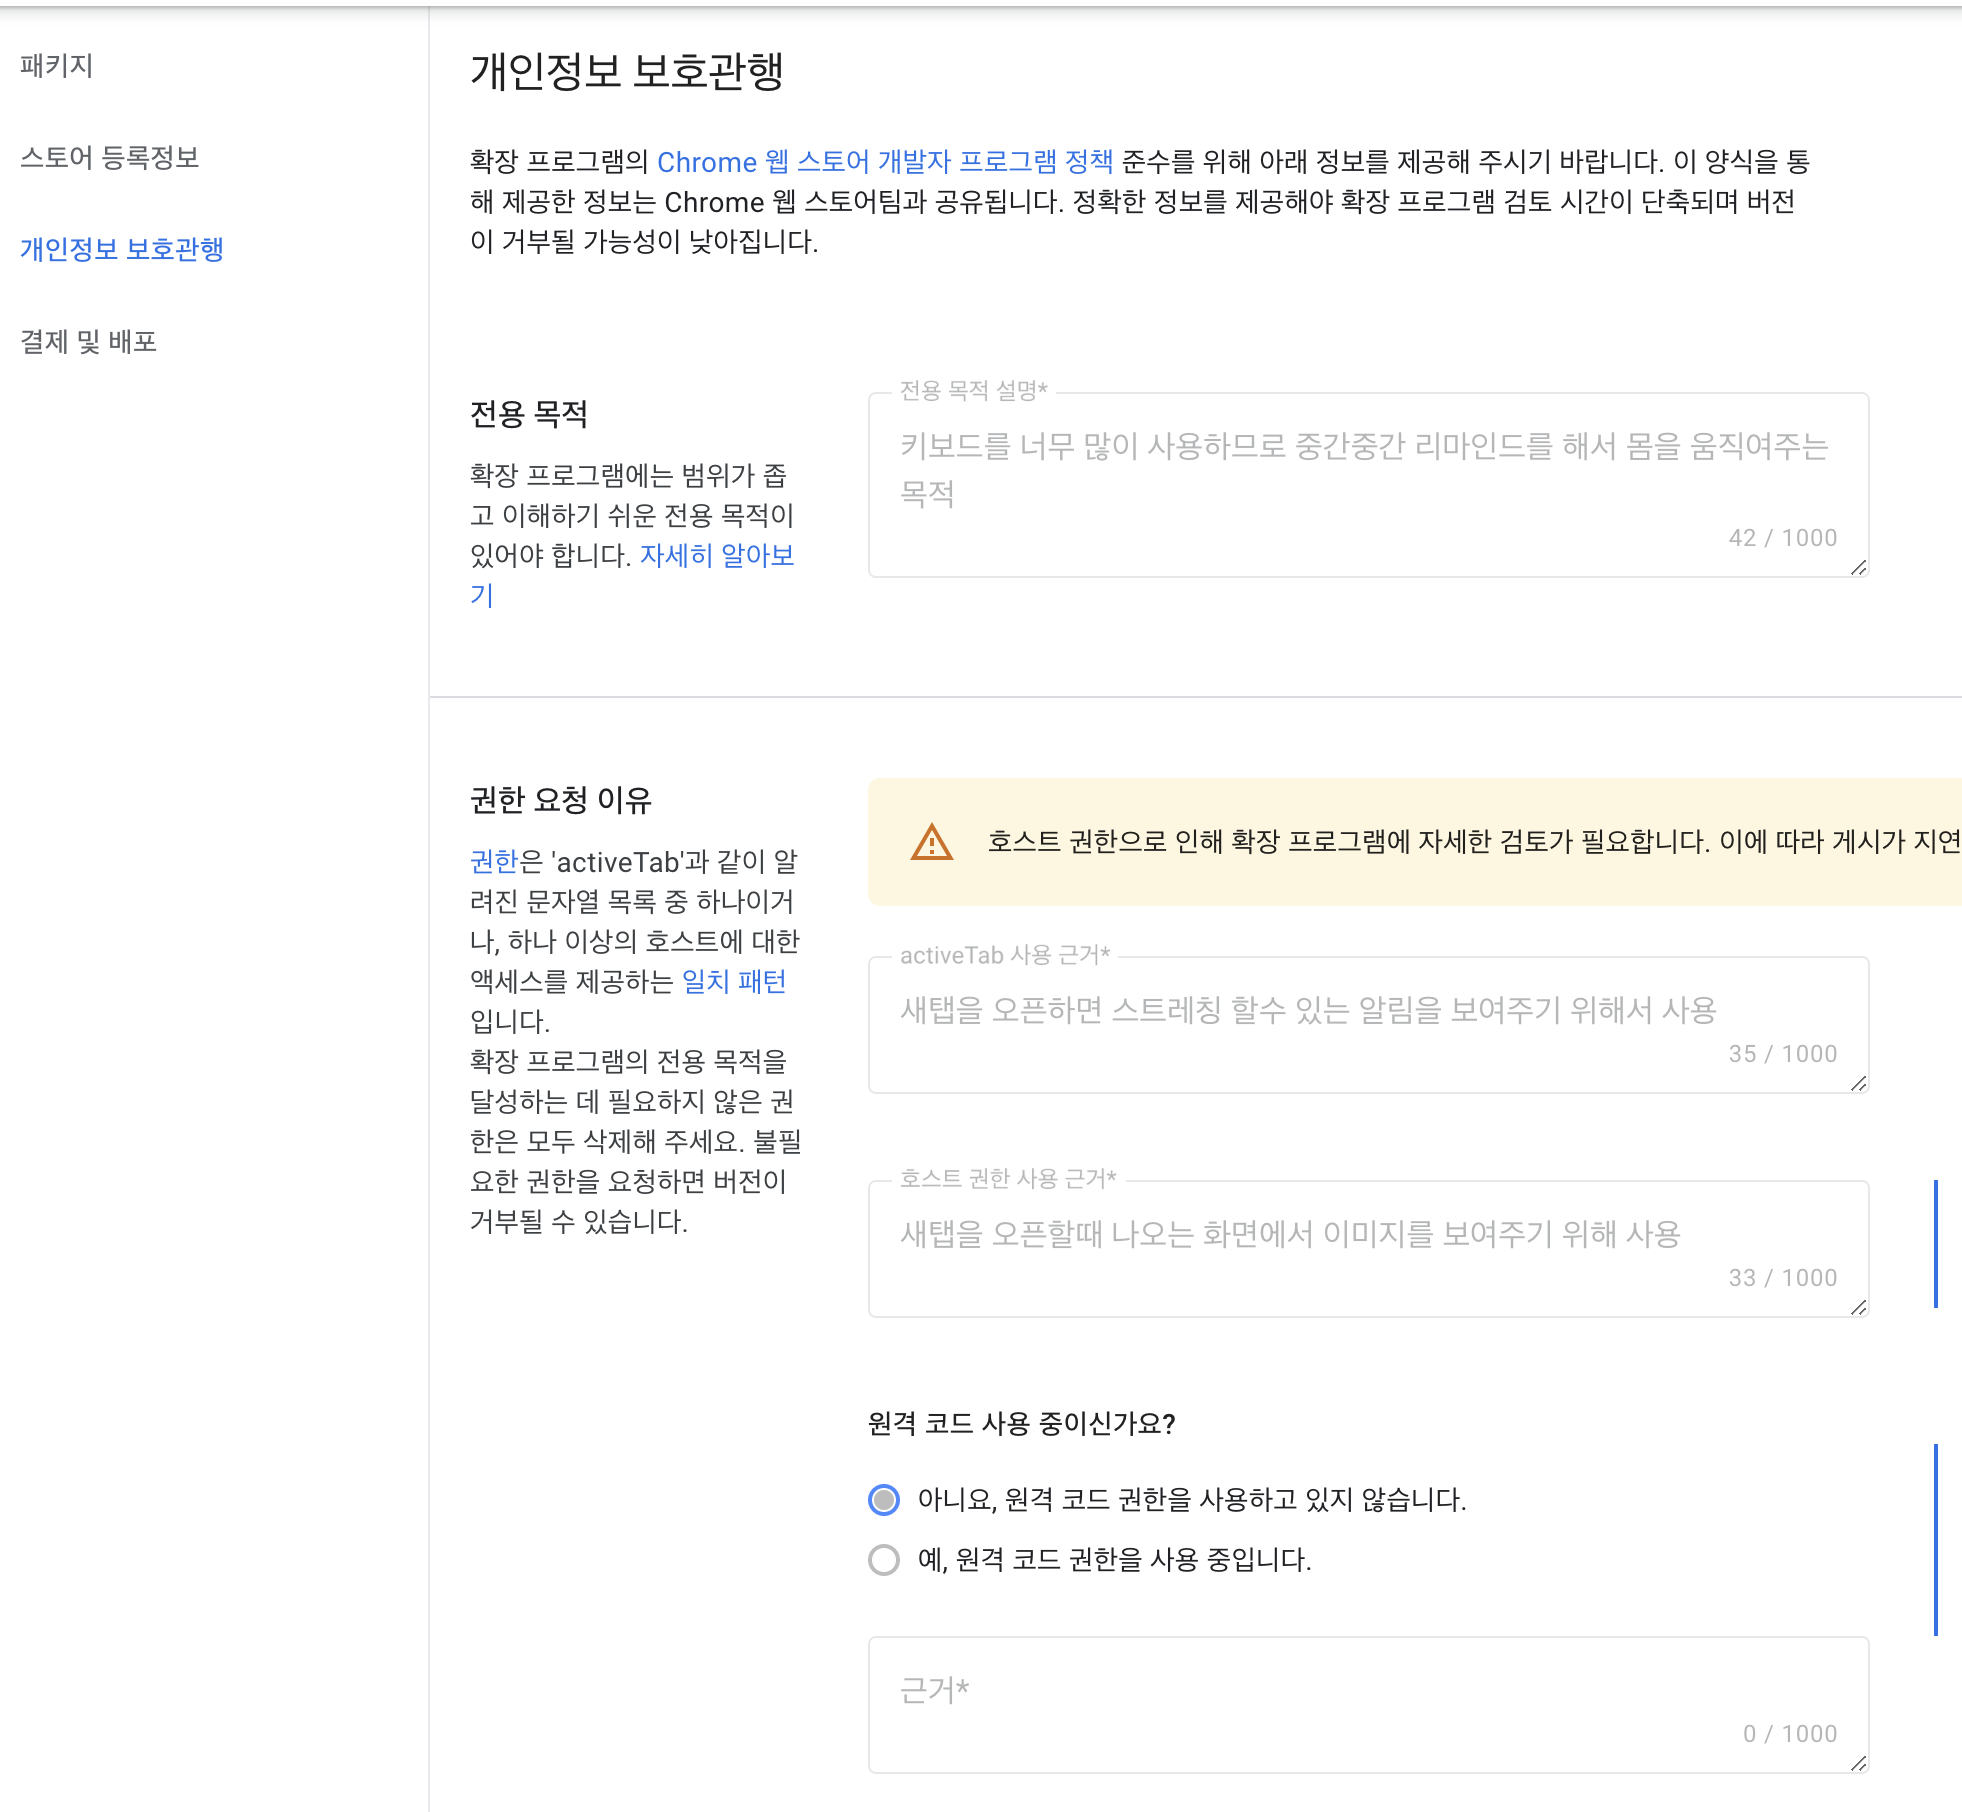 패키지
스토어 등록정보
개인정보 보호관행
결제 및 배포
개인정보 보호관행
확장 프로그램의 Chrome 웹 스토어 개발자 프로그램 정책 준수를 위해 아래 정보를 제공해 주시기 바랍니다. 이 양식을 통
해 제공한 정보는 Chrome 웹 스토어팀과 공유됩니다. 정확한 정보를 제공해야 확장 프로그램 검토 시간이 단축되며 버전
이 거부될 가능성이 낮아집니다.
전용 목적
확장 프로그램에는 범위가 좁
고 이해하기 쉬운 전용 목적이
있어야 합니다. 자세히 알아보
기
전용 목적 설명*
키보드를 너무 많이 사용하므로 중간중간 리마인드를 해서 몸을 움직여주는
목적
42 / 1000
권한 요청 이유
권한은 'activeTab'과 같이 알
려진 문자열 목록 중 하나이거
나, 하나 이상의 호스트에 대한
액세스를 제공하는 일치 패턴
입니다.
확장 프로그램의 전용 목적을
달성하는 데 필요하지 않은 권
한은 모두 삭제해 주세요. 불필
요한 권한을 요청하면 버전이
거부될 수 있습니다.
호스트 권한으로 인해 확장 프로그램에 자세한 검토가 필요합니다. 이에 따라 게시가 지연
activeTab 사용 근거*
새탭을 오픈하면 스트레칭 할수 있는 알림을 보여주기 위해서 사용
35 / 1000
호스트 권한 사용 근거*
새탭을 오픈할때 나오는 화면에서 이미지를 보여주기 위해 사용
33 / 1000
원격 코드 사용 중이신가요?
아니요, 원격 코드 권한을 사용하고 있지 않습니다.
예, 원격 코드 권한을 사용 중입니다.
근거*
0 / 1000